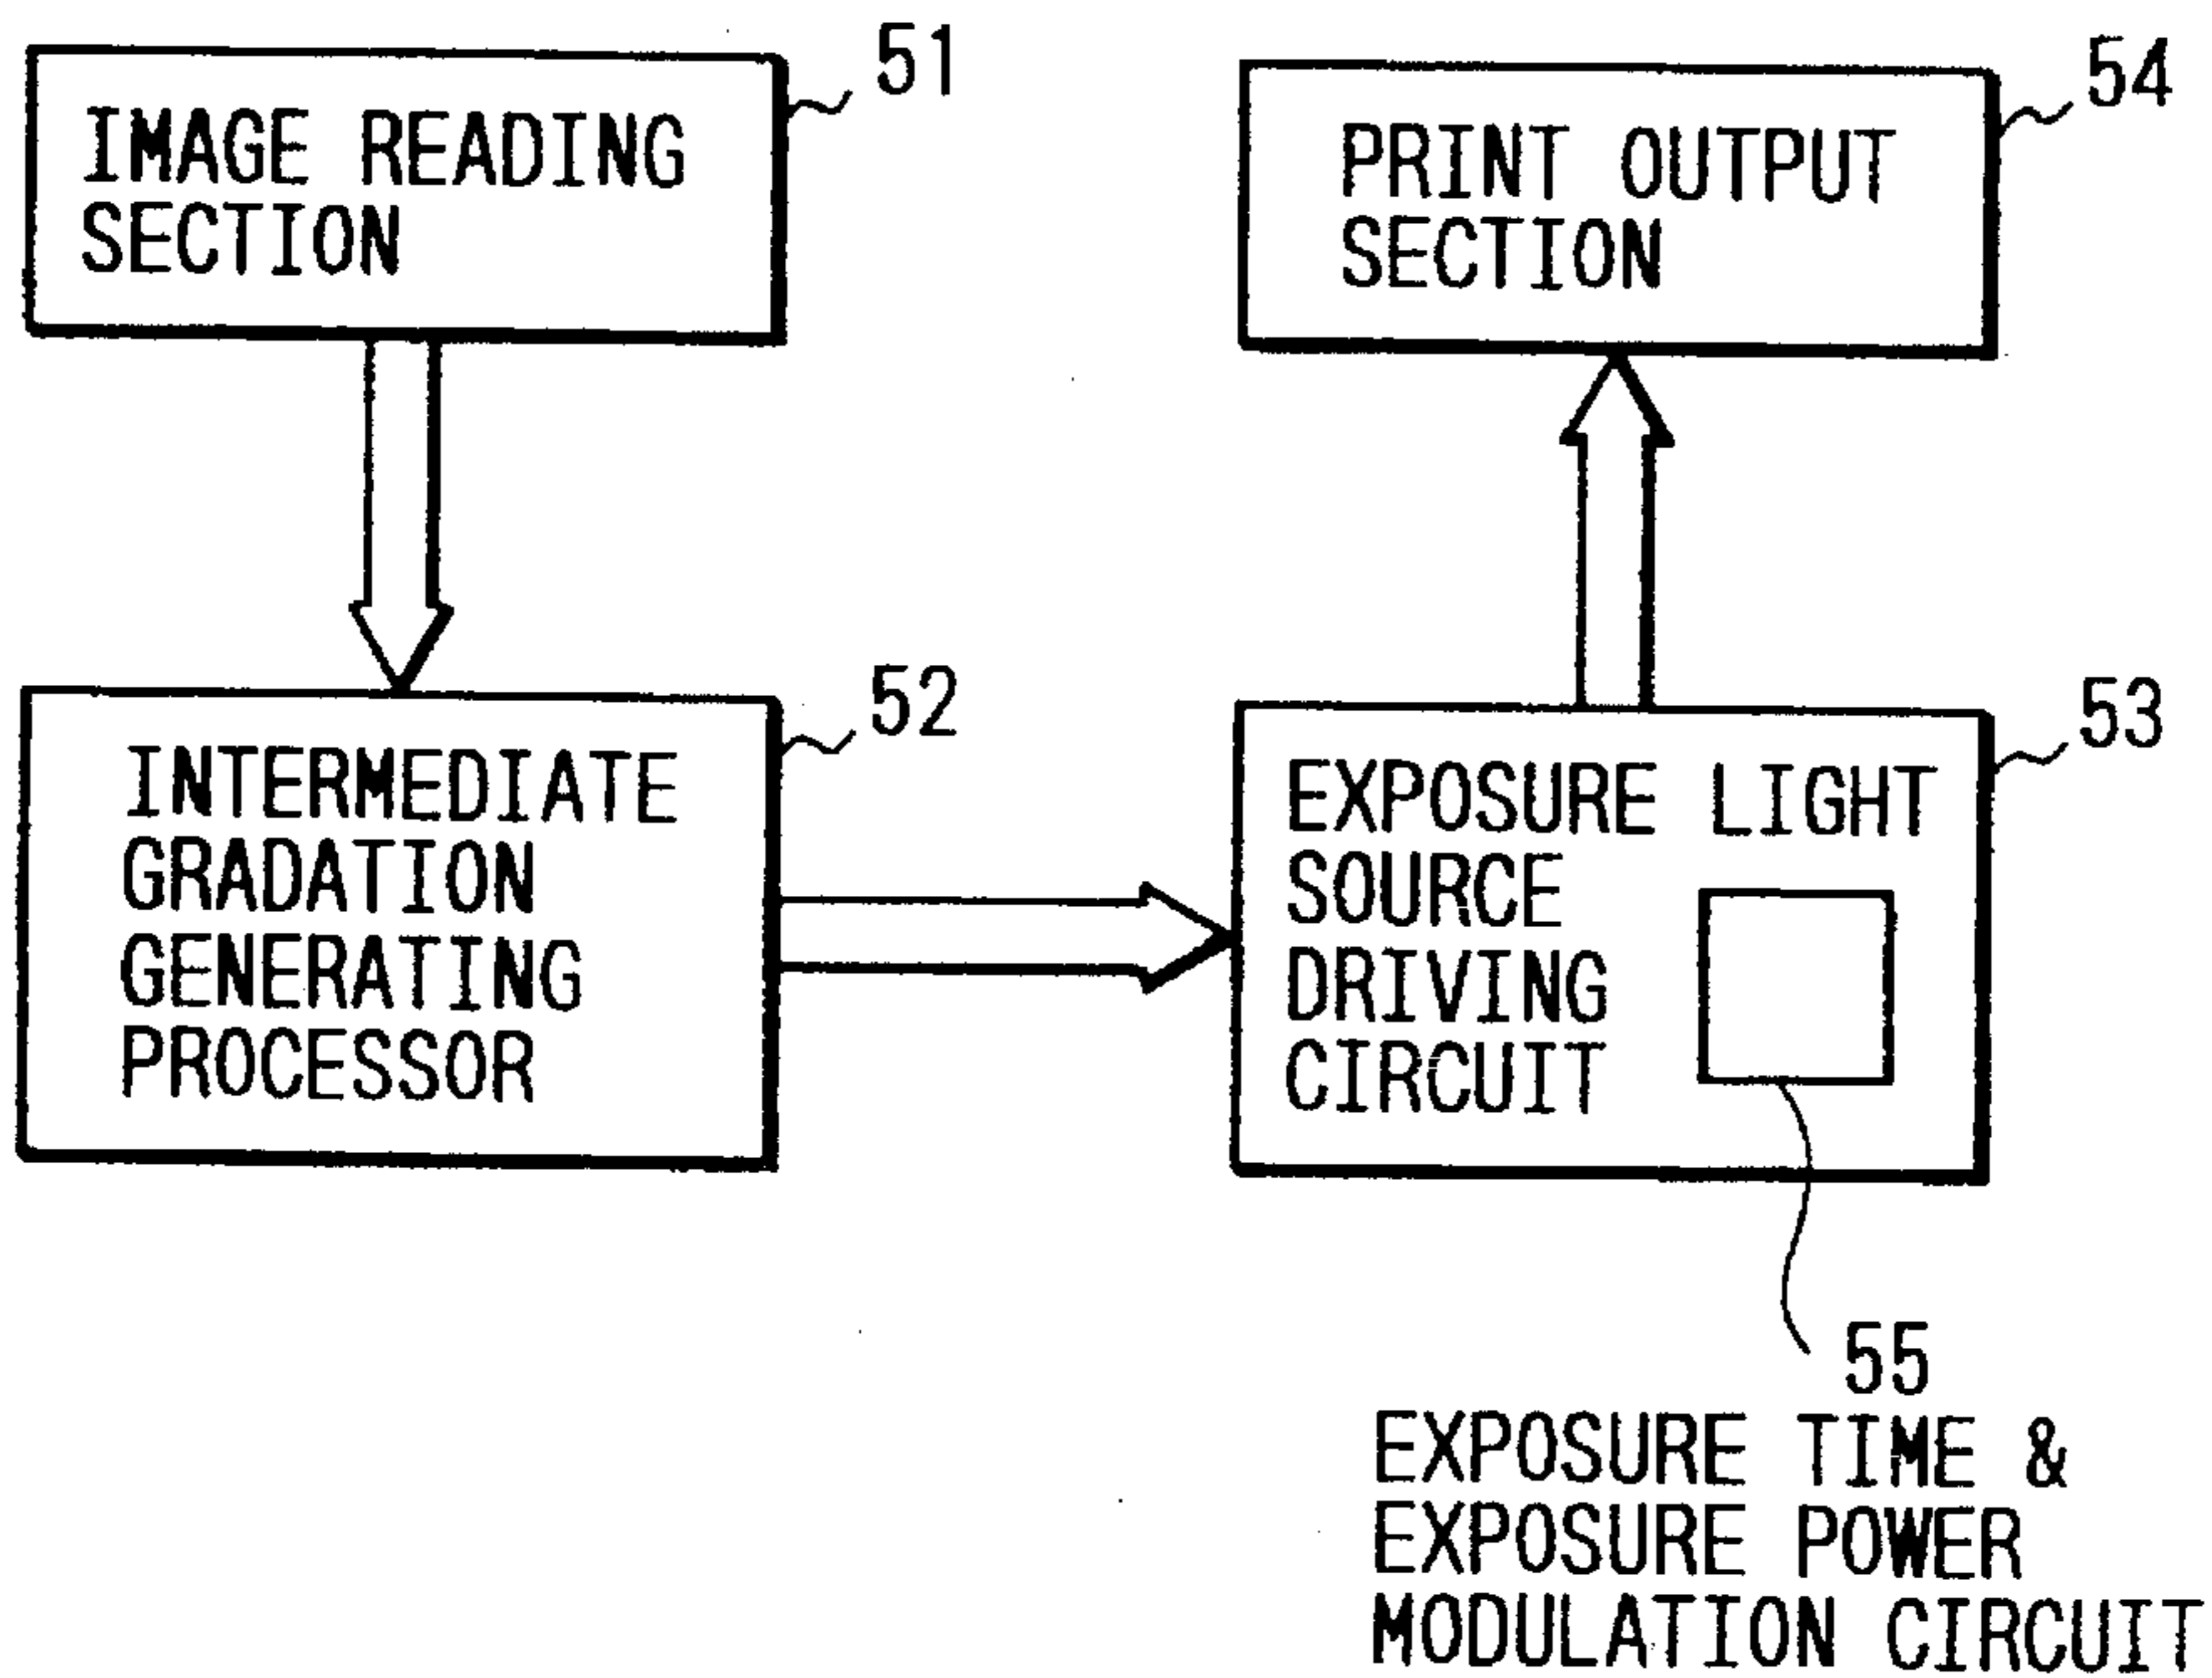 51
IMAGE READING
SECTION
54
PRINT OUTPUT
SECTION
52
INTERMEDIATE
GRADATION
GENERATING
PROCESSOR
53
EXPOSURE LIGHT
SOURCE
DRIVING
CIRCUIT
55
EXPOSURE TIME &
EXPOSURE POWER
MODULATION CIRCUIT